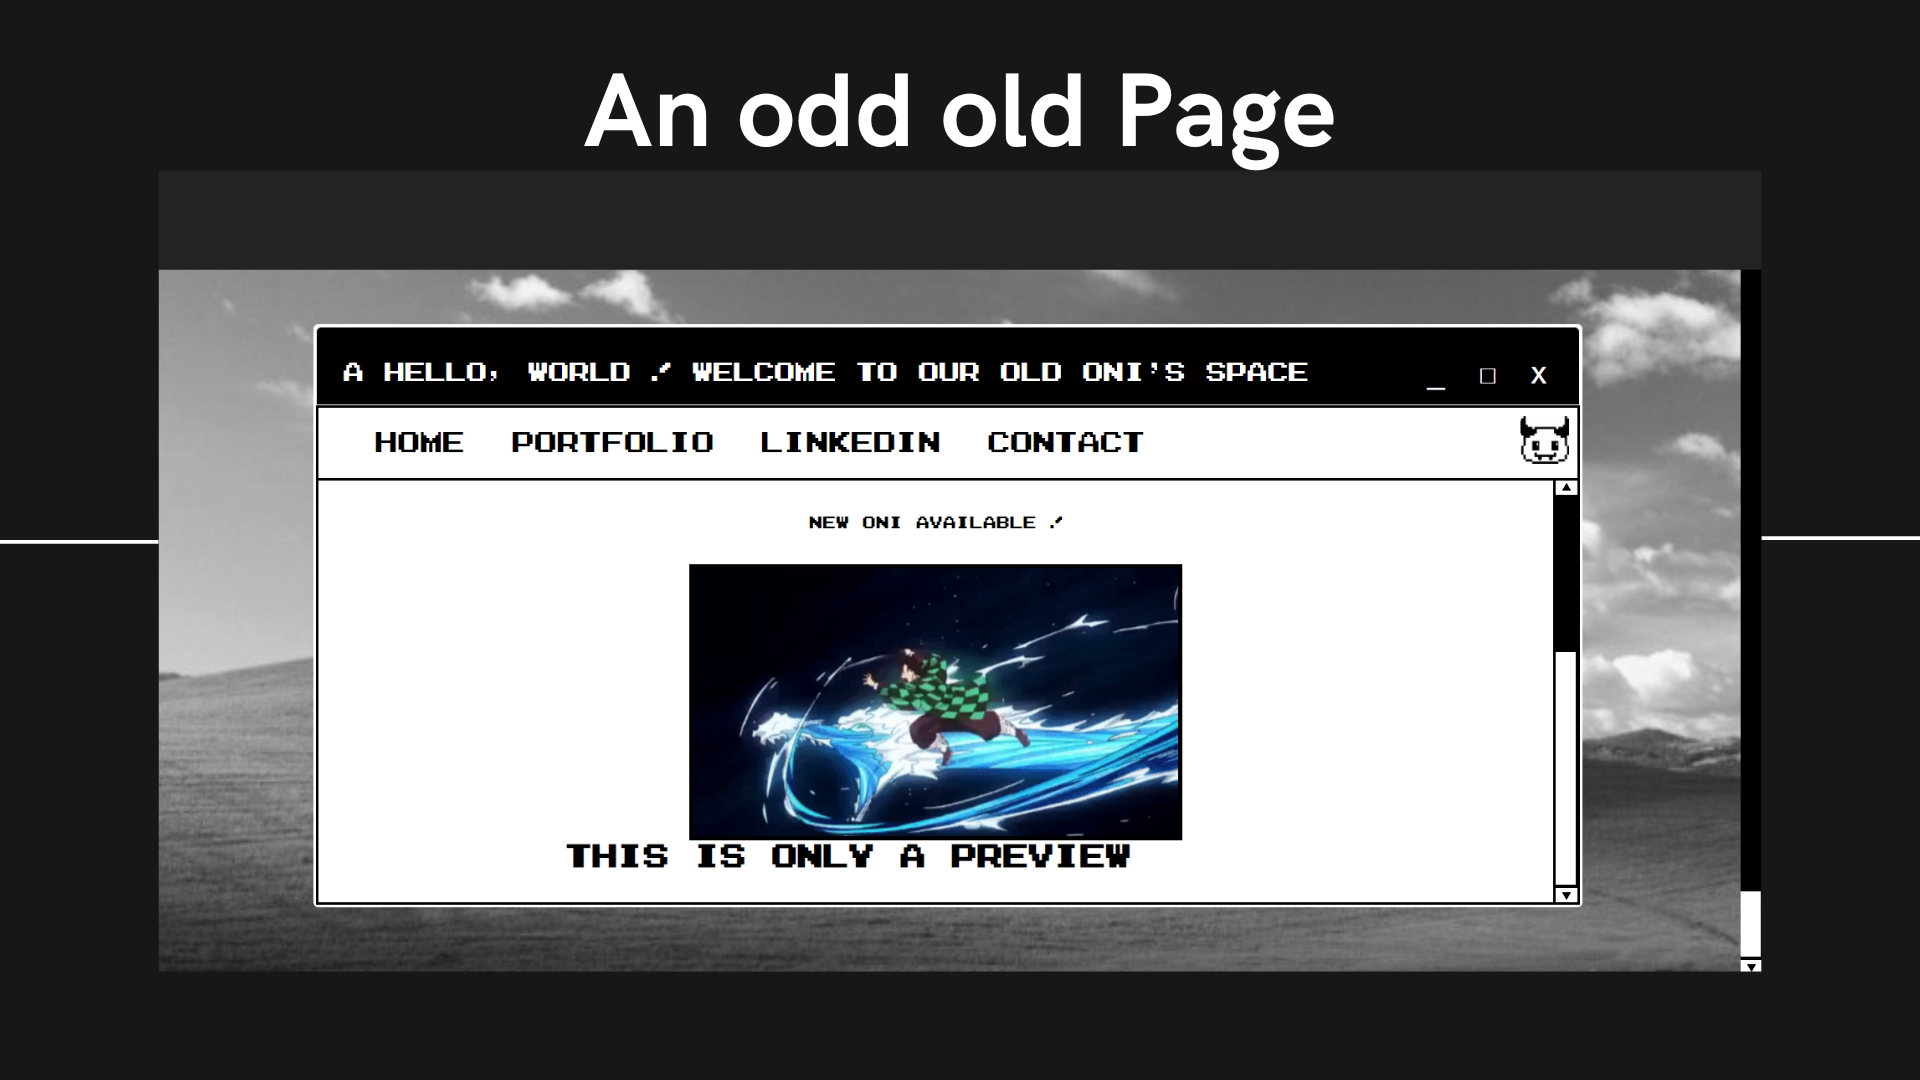 An odd old Page
A HELLO, WORLD ! WELCOME TO OUR OLD ONI'S SPACE
_ □ X
HOME PORTFOLIO LINKEDIN CONTACT
NEW ONI AVAILABLE !
THIS IS ONLY A PREVIEW